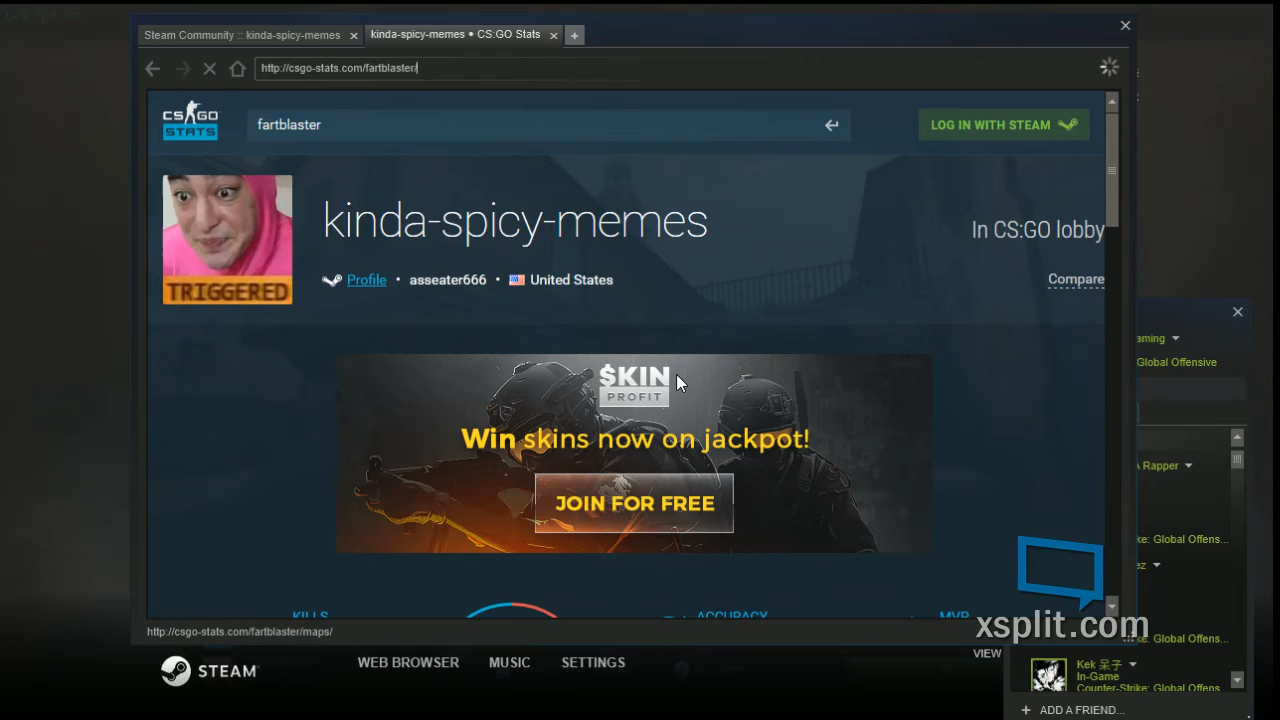 Steam Community :: kinda-spicy-memes
kinda-spicy-memes • CS:GO Stats
http://csgo-stats.com/fartblaster/
CS GO
STATS
fartblaster
LOG IN WITH STEAM
kinda-spicy-memes
In CS:GO lobby
TRIGGERED
Profile • asseater666 • United States
Compare
$KIN
PROFIT
Win skins now on jackpot!
JOIN FOR FREE
KILLS
ACCURACY
MVP
http://csgo-stats.com/fartblaster/maps/
STEAM
WEB BROWSER
MUSIC
SETTINGS
VIEW
xsplit.com
aming
Global Offensive
A Rapper
ke: Global Offens...
ez
ke: Global Offens...
Kek 呆子
In-Game
Counter-Strike: Global Offens...
+ ADD A FRIEND...